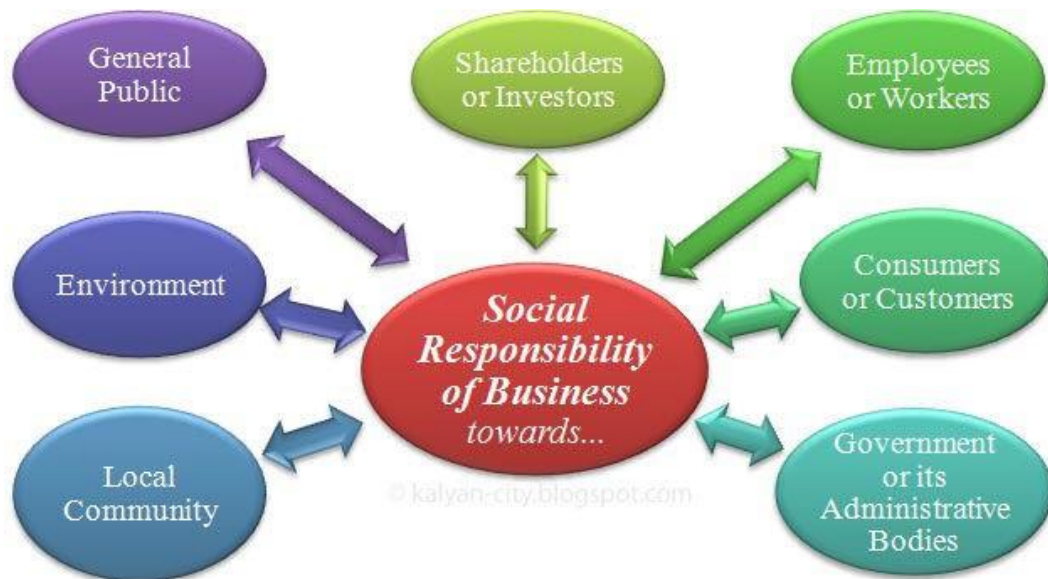 General
Public
Shareholders
or Investors
Employees
or Workers
Environment
Social
Responsibility
of Business
towards...
Consumers
or Customers
Local
Community
Government
or its
Administrative
Bodies
© kalyan-city.blogspot.com